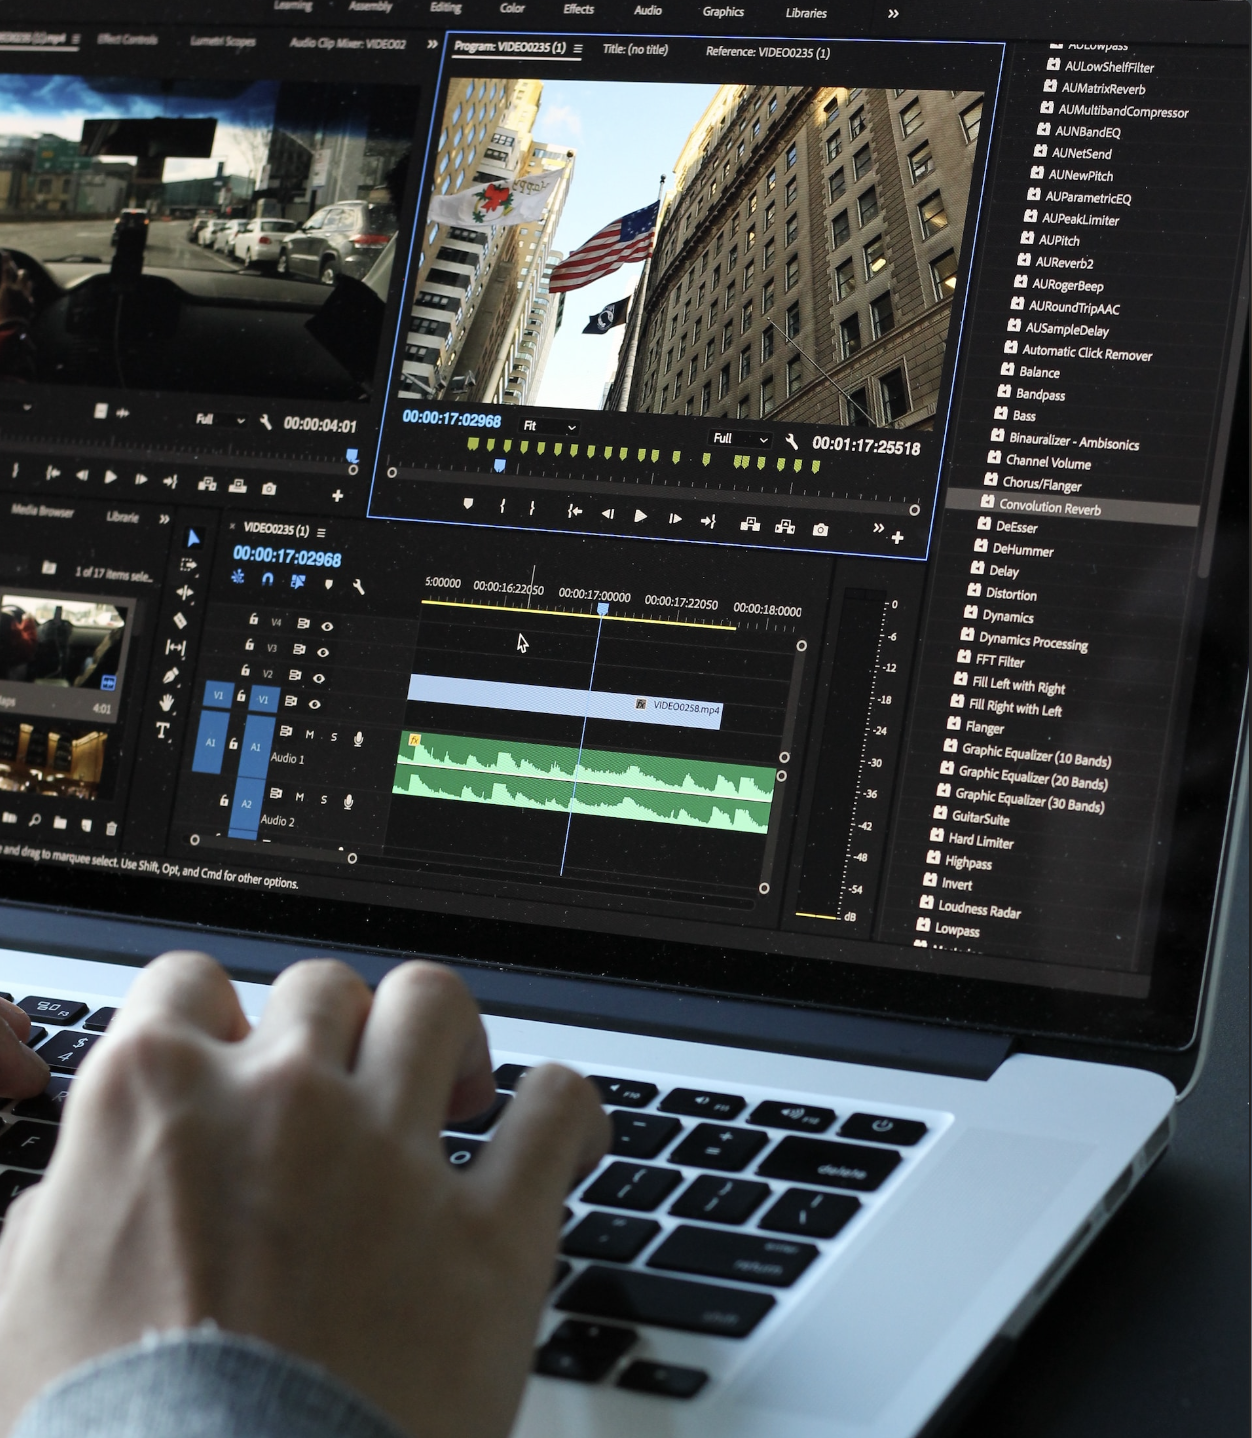 Learning Assembly Editing Color Effects Audio Graphics Libraries
Effect Controls Lumetri Scopes Audio Clip Mixer: VIDEO02
Program: VIDEO0235 (1) Title: (no title) Reference: VIDEO0235 (1)
00:00:17:02968 Fit Full 00:01:17:25518
Full 00:00:04:01
Media Browser Librarie
1 of 17 items sele...
4:01
VIDEO0235 (1)
00:00:17:02968
5:00000 00:00:16:22050 00:00:17:00000 00:00:17:22050 00:00:18:0000
V4
V3
V2
V1 V1
VIDEO0258.mp4
fx
A1 A1 M S
Audio 1
A2 M S
Audio 2
and drag to marquee select. Use Shift, Opt, and Cmd for other options.
0
-6
-12
-18
-24
-30
-36
-42
-48
-54
dB
AULowpass
AULowShelfFilter
AUMatrixReverb
AUMultibandCompressor
AUNBandEQ
AUNetSend
AUNewPitch
AUParametricEQ
AUPeakLimiter
AUPitch
AUReverb2
AURogerBeep
AURoundTripAAC
AUSampleDelay
Automatic Click Remover
Balance
Bandpass
Bass
Binauralizer - Ambisonics
Channel Volume
Chorus/Flanger
Convolution Reverb
DeEsser
DeHummer
Delay
Distortion
Dynamics
Dynamics Processing
FFT Filter
Fill Left with Right
Fill Right with Left
Flanger
Graphic Equalizer (10 Bands)
Graphic Equalizer (20 Bands)
Graphic Equalizer (30 Bands)
GuitarSuite
Hard Limiter
Highpass
Invert
Loudness Radar
Lowpass
F3
F10 F11 F12
$ 4
- + =
delete
R
O
F
return